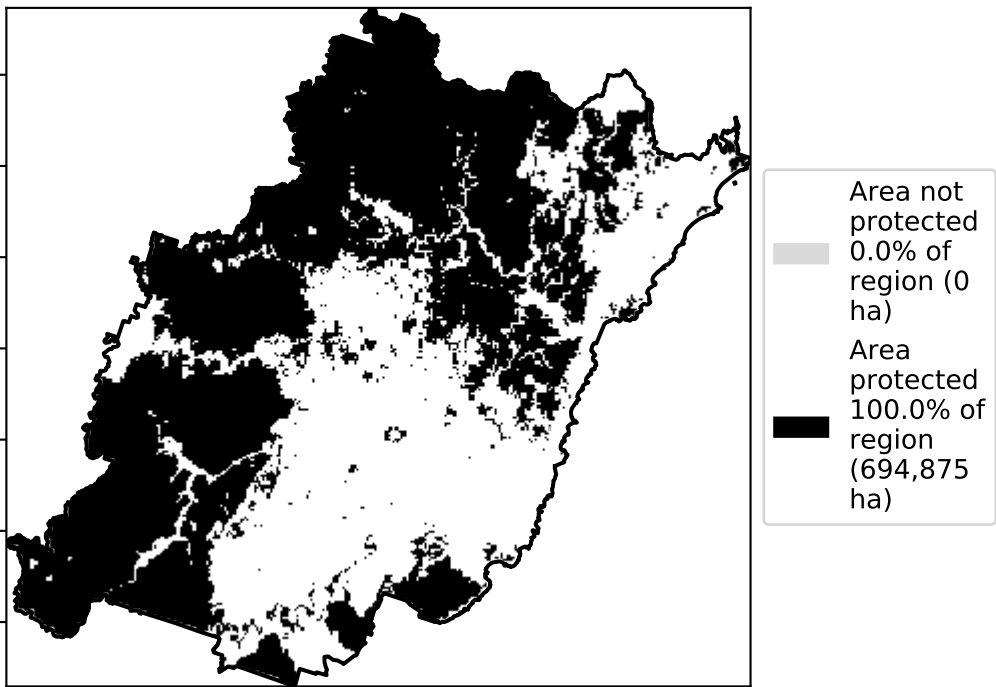 Area not
protected
0.0% of
region (0
ha)
Area
protected
100.0% of
region
(694,875
ha)